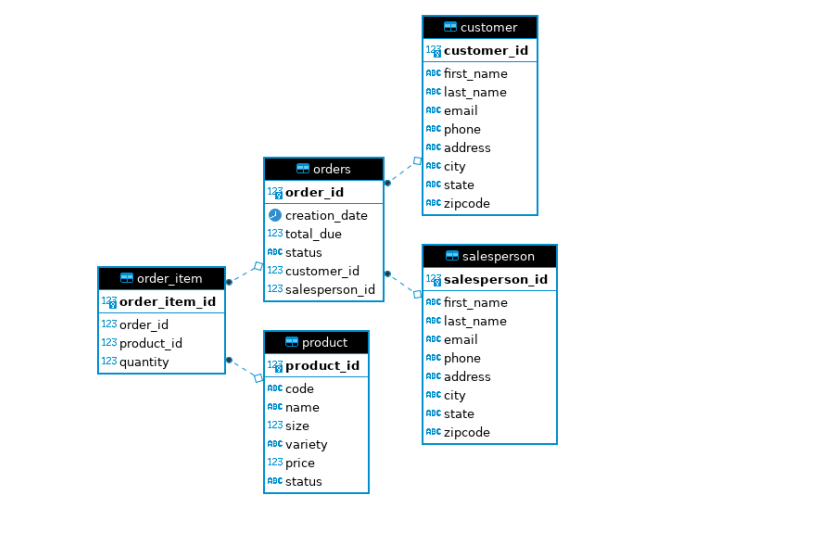 customer
123 customer_id
ABC first_name
ABC last_name
ABC email
ABC phone
ABC address
ABC city
ABC state
ABC zipcode
orders
123 order_id
creation_date
123 total_due
ABC status
123 customer_id
123 salesperson_id
salesperson
123 salesperson_id
ABC first_name
ABC last_name
ABC email
ABC phone
ABC address
ABC city
ABC state
ABC zipcode
order_item
123 order_item_id
123 order_id
123 product_id
123 quantity
product
123 product_id
ABC code
ABC name
123 size
ABC variety
123 price
ABC status